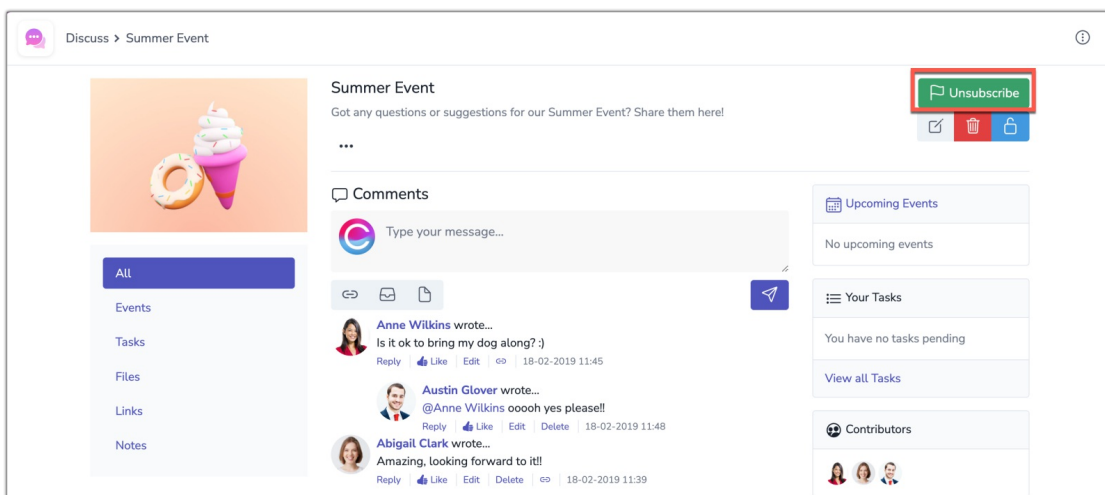 Discuss > Summer Event
Summer Event
Unsubscribe
Got any questions or suggestions for our Summer Event? Share them here!
Comments
Type your message...
All
Events
Tasks
Files
Links
Notes
Anne Wilkins wrote...
Is it ok to bring my dog along? :)
Reply Like Edit 18-02-2019 11:45
Austin Glover wrote...
@Anne Wilkins ooooh yes please!!
Reply Like Edit Delete 18-02-2019 11:48
Abigail Clark wrote...
Amazing, looking forward to it!!
Reply Like Edit Delete 18-02-2019 11:39
Upcoming Events
No upcoming events
Your Tasks
You have no tasks pending
View all Tasks
Contributors